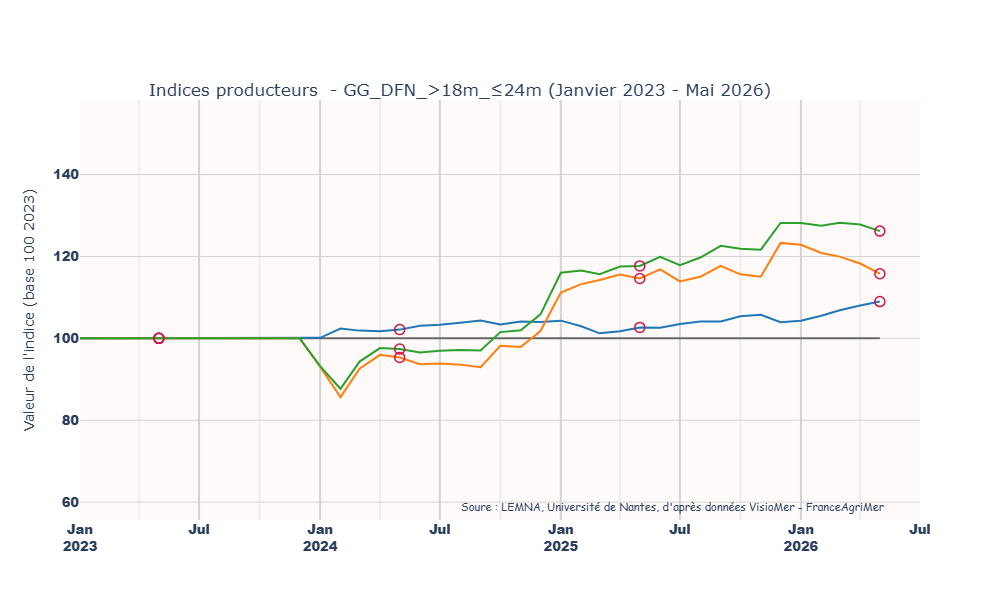 Indices producteurs - GG_DFN_>18m_≤24m (Janvier 2023 - Mai 2026)
Valeur de l'indice (base 100 2023)
140
120
100
80
60
Soure : LEMNA, Université de Nantes, d'après données VisioMer - FranceAgriMer
Jan Jul Jan Jul Jan Jul Jan Jul
2023 2024 2025 2026